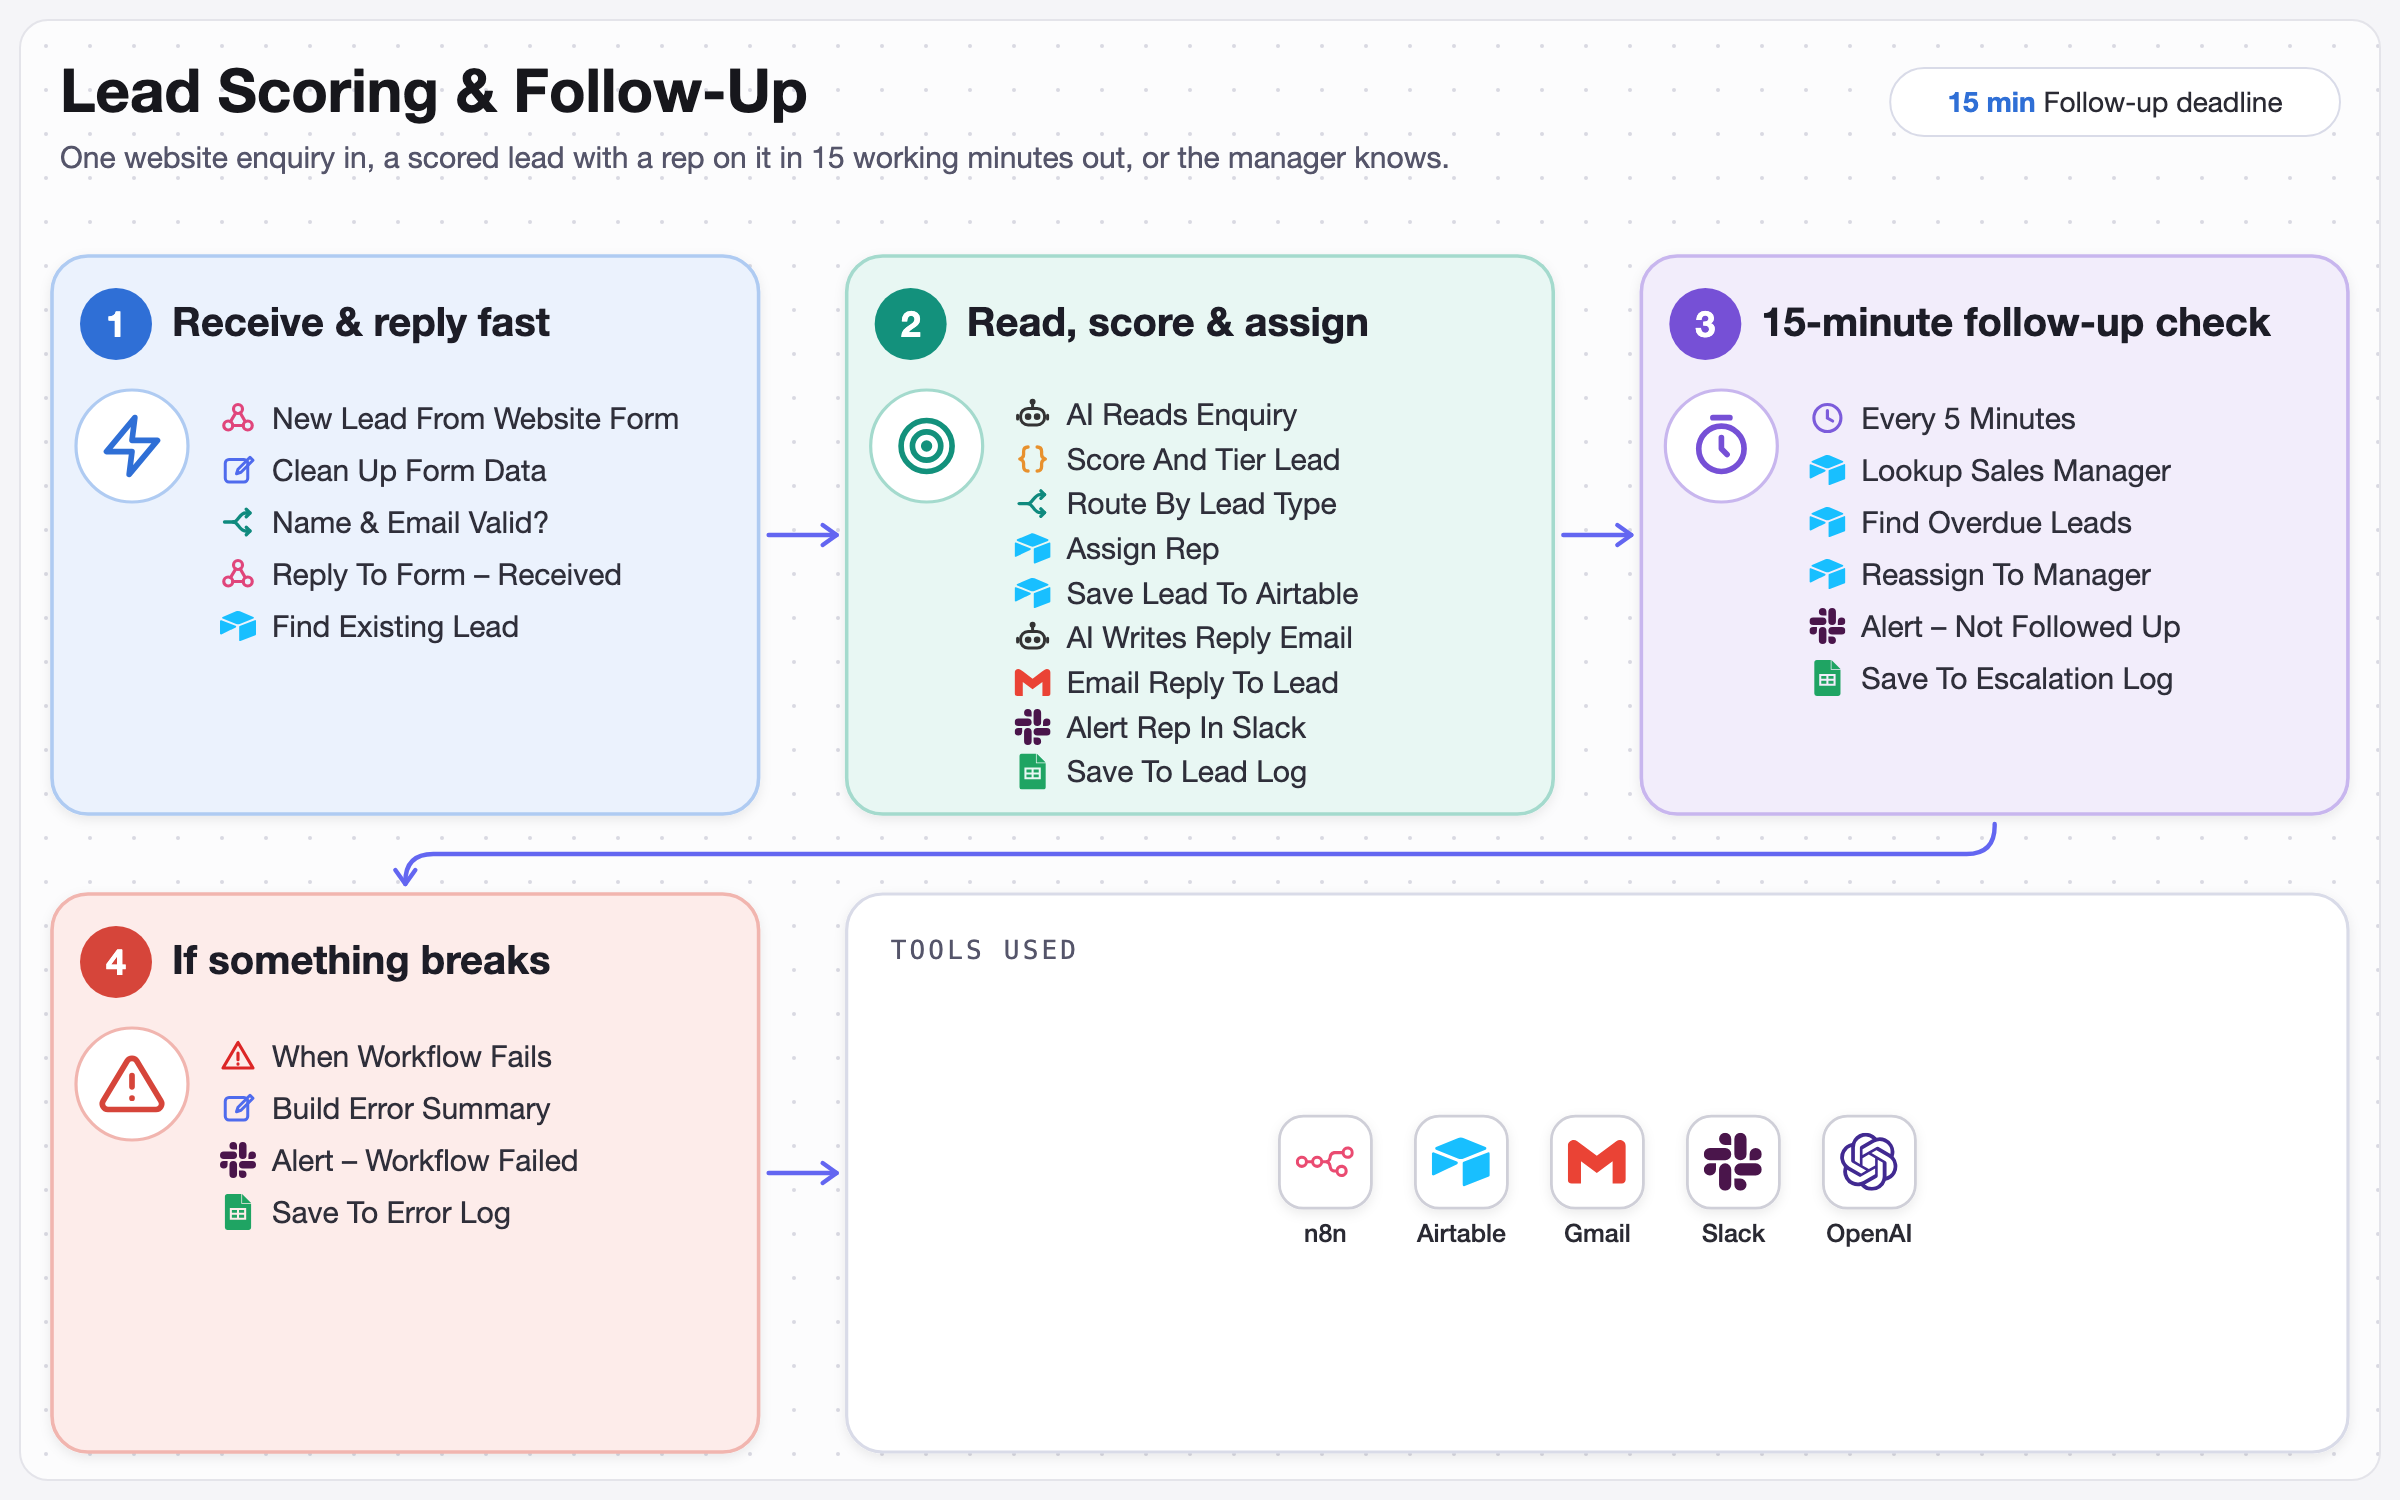 Lead Scoring & Follow-Up
15 min Follow-up deadline
One website enquiry in, a scored lead with a rep on it in 15 working minutes out, or the manager knows.
1 Receive & reply fast
New Lead From Website Form
Clean Up Form Data
Name & Email Valid?
Reply To Form – Received
Find Existing Lead
2 Read, score & assign
AI Reads Enquiry
Score And Tier Lead
Route By Lead Type
Assign Rep
Save Lead To Airtable
AI Writes Reply Email
Email Reply To Lead
Alert Rep In Slack
Save To Lead Log
3 15-minute follow-up check
Every 5 Minutes
Lookup Sales Manager
Find Overdue Leads
Reassign To Manager
Alert – Not Followed Up
Save To Escalation Log
4 If something breaks
When Workflow Fails
Build Error Summary
Alert – Workflow Failed
Save To Error Log
TOOLS USED
n8n
Airtable
Gmail
Slack
OpenAI